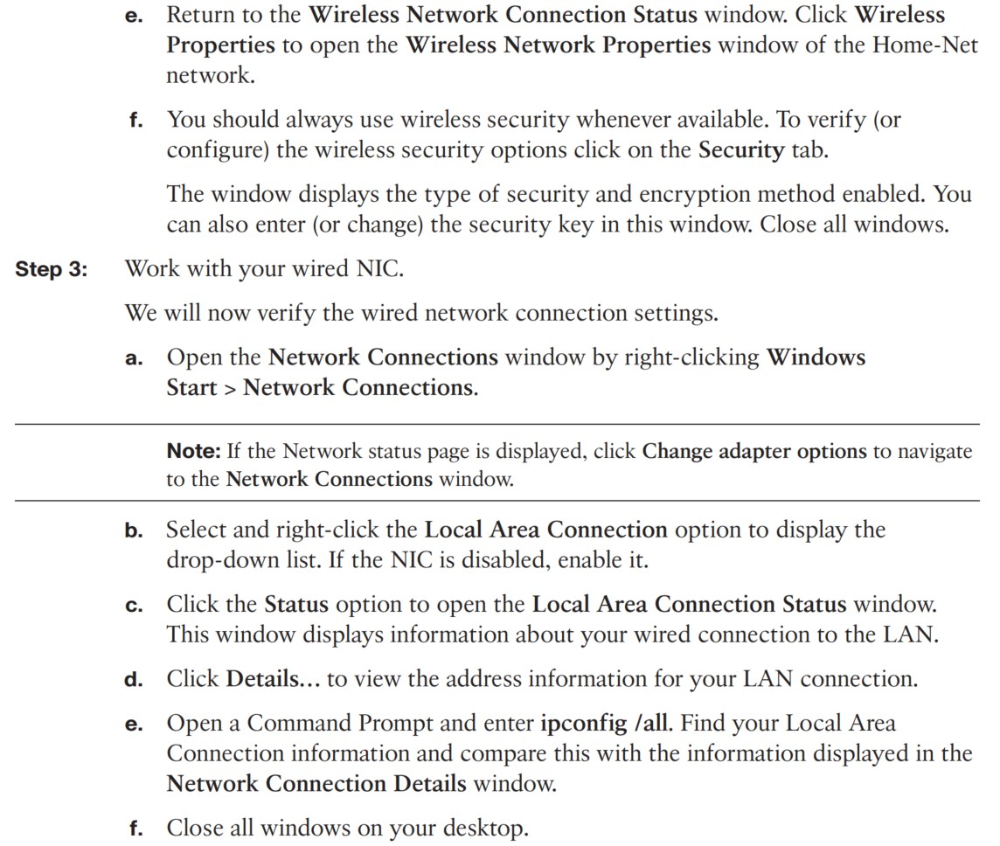 e. Return to the Wireless Network Connection Status window. Click Wireless
Properties to open the Wireless Network Properties window of the Home-Net
network.
f. You should always use wireless security whenever available. To verify (or
configure) the wireless security options click on the Security tab.
The window displays the type of security and encryption method enabled. You
can also enter (or change) the security key in this window. Close all windows.
Step 3: Work with your wired NIC.
We will now verify the wired network connection settings.
a. Open the Network Connections window by right-clicking Windows
Start > Network Connections.
Note: If the Network status page is displayed, click Change adapter options to navigate
to the Network Connections window.
b. Select and right-click the Local Area Connection option to display the
drop-down list. If the NIC is disabled, enable it.
c. Click the Status option to open the Local Area Connection Status window.
This window displays information about your wired connection to the LAN.
d. Click Details... to view the address information for your LAN connection.
e. Open a Command Prompt and enter ipconfig /all. Find your Local Area
Connection information and compare this with the information displayed in the
Network Connection Details window.
f. Close all windows on your desktop.